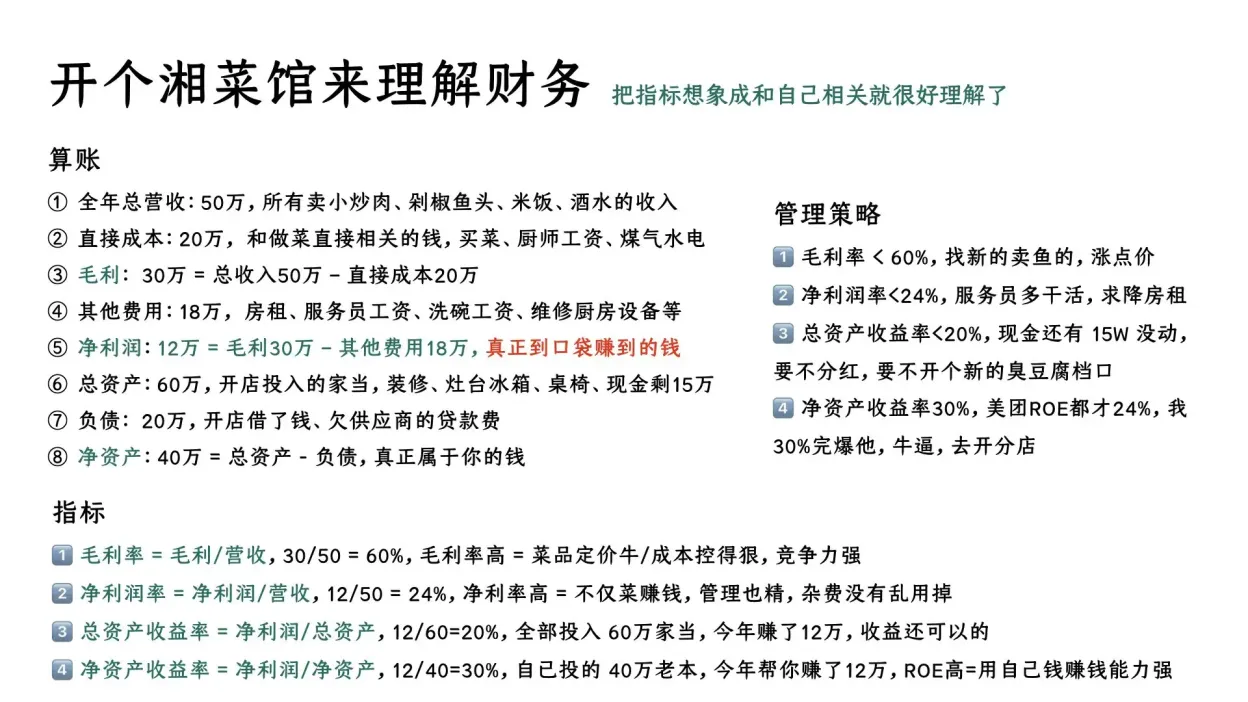 开个湘菜馆来理解财务 把指标想象成和自己相关就很好理解了
算账
① 全年总营收：50万，所有卖小炒肉、剁椒鱼头、米饭、酒水的收入
② 直接成本：20万，和做菜直接相关的钱，买菜、厨师工资、煤气水电
③ 毛利：30万 = 总收入50万 - 直接成本20万
④ 其他费用：18万，房租、服务员工资、洗碗工资、维修厨房设备等
⑤ 净利润：12万 = 毛利30万 - 其他费用18万，真正到口袋赚到的钱
⑥ 总资产：60万，开店投入的家当，装修、灶台冰箱、桌椅、现金剩15万
⑦ 负债：20万，开店借了钱、欠供应商的贷款费
⑧ 净资产：40万 = 总资产 - 负债，真正属于你的钱
管理策略
1 毛利率 < 60%，找新的卖鱼的，涨点价
2 净利润率<24%，服务员多干活，求降房租
3 总资产收益率<20%，现金还有 15W 没动，
要不分红，要不开个新的臭豆腐档口
4 净资产收益率30%，美团ROE都才24%，我
30%完爆他，牛逼，去开分店
指标
1 毛利率 = 毛利/营收，30/50 = 60%，毛利率高 = 菜品定价牛/成本控得狠，竞争力强
2 净利润率 = 净利润/营收，12/50 = 24%，净利率高 = 不仅菜赚钱，管理也精，杂费没有乱用掉
3 总资产收益率 = 净利润/总资产，12/60=20%，全部投入 60万家当，今年赚了12万，收益还可以的
4 净资产收益率 = 净利润/净资产，12/40=30%，自己投的 40万老本，今年帮你赚了12万，ROE高=用自己钱赚钱能力强